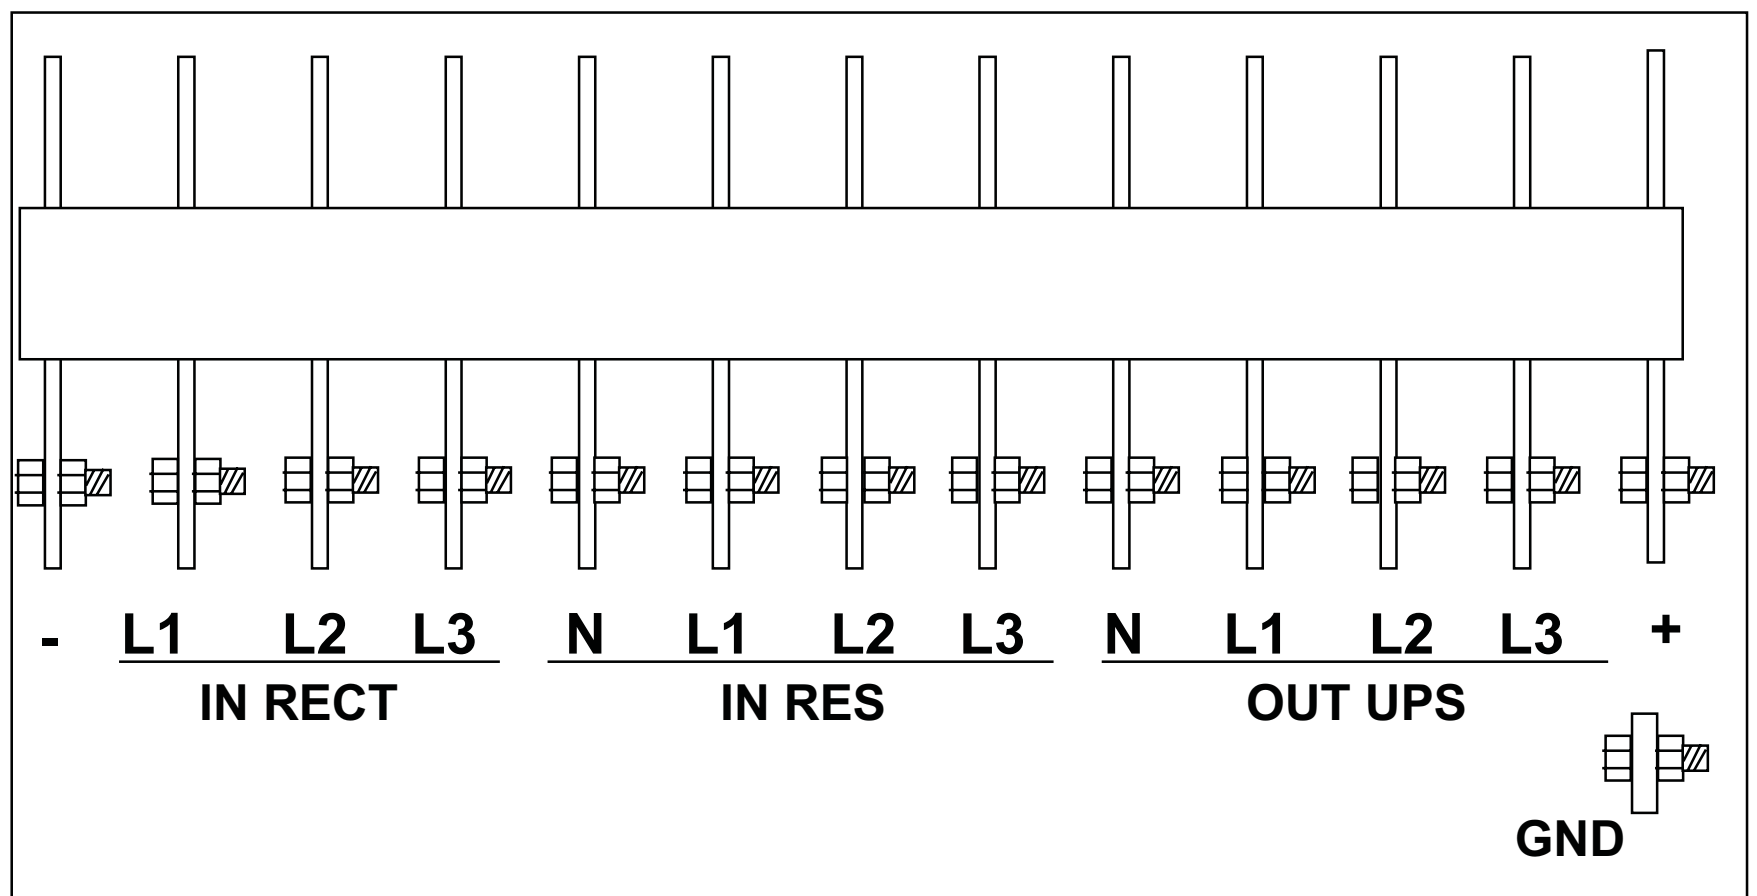 - L1 L2 L3 N L1 L2 L3 N L1 L2 L3 +
IN RECT IN RES OUT UPS
GND